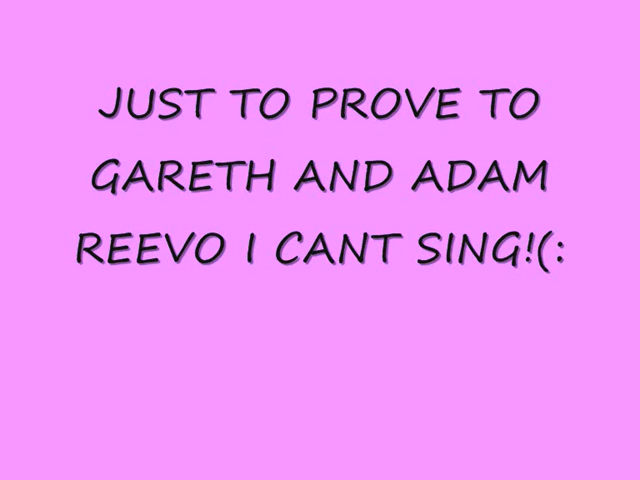 JUST TO PROVE TO
GARETH AND ADAM
REEVO I CANT SING!(: